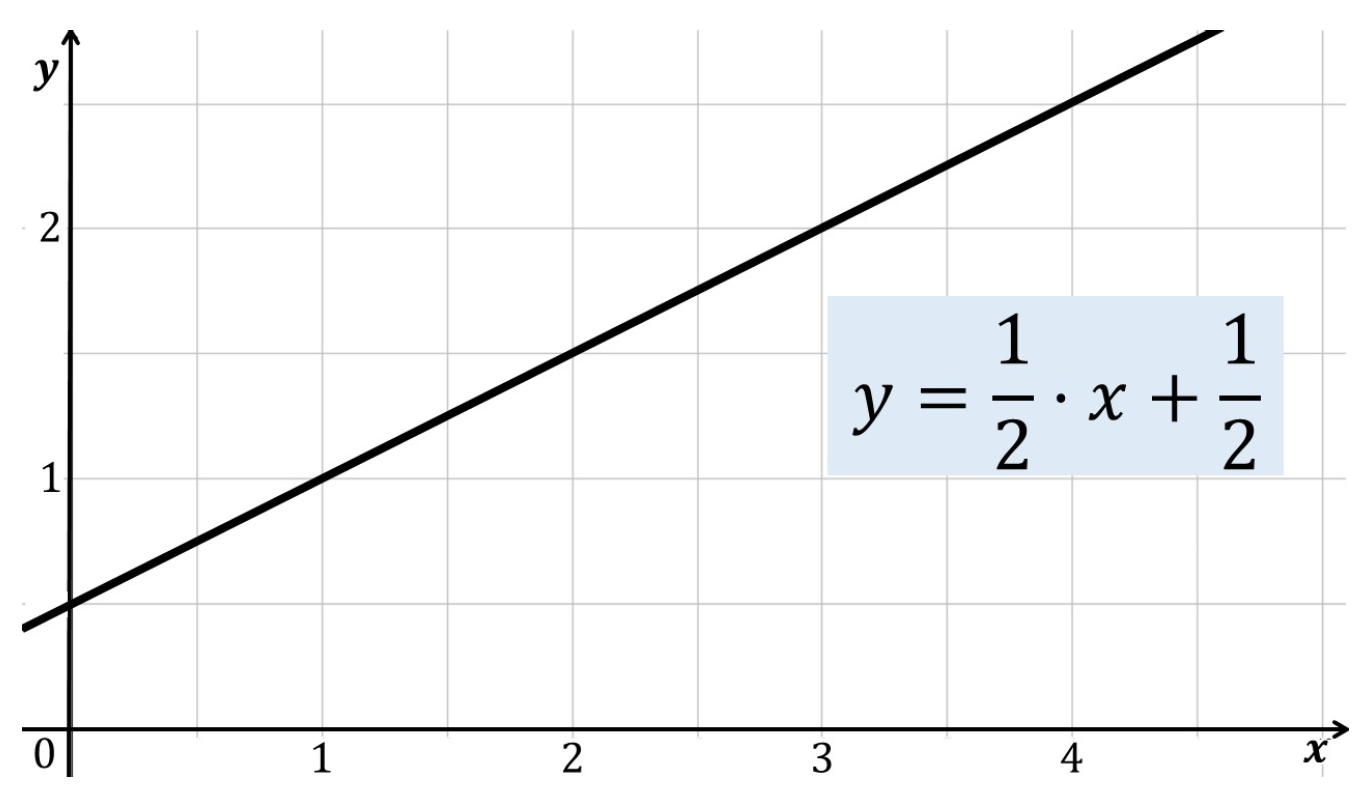 y
2
y = 1/2 · x + 1/2
1
0 1 2 3 4 x